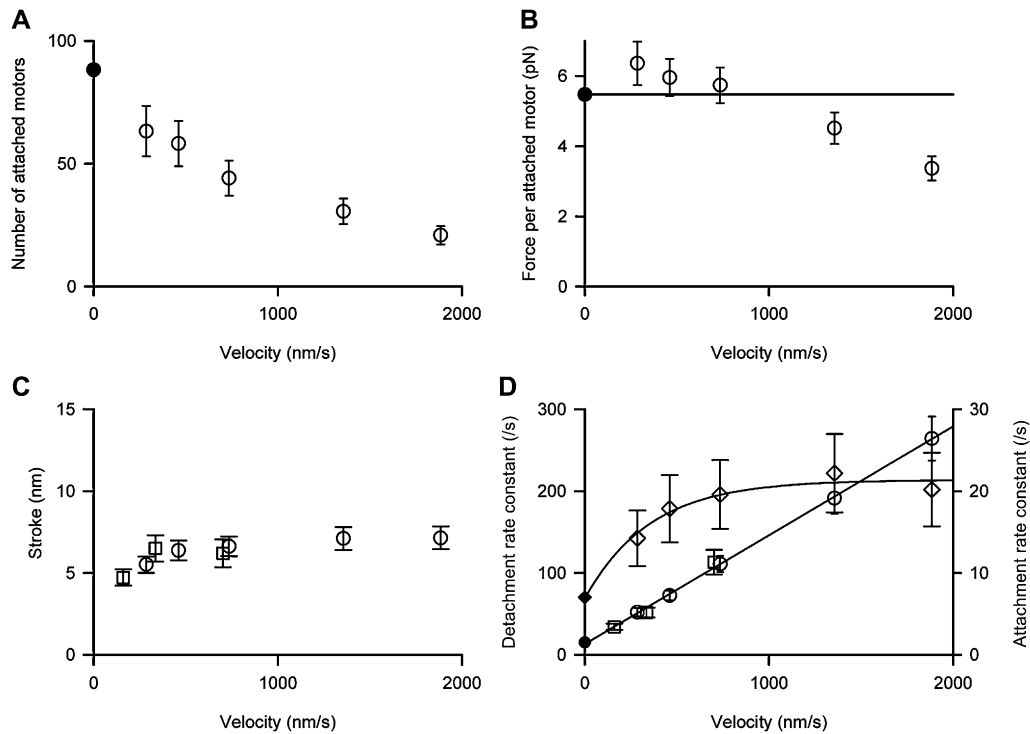 A
Number of attached motors
100
50
0
0 1000 2000
Velocity (nm/s)
B
Force per attached motor (pN)
6
4
2
0
0 1000 2000
Velocity (nm/s)
C
Stroke (nm)
15
10
5
0
0 1000 2000
Velocity (nm/s)
D
Detachment rate constant (/s)
300
200
100
0
30
20
10
0
Attachment rate constant (/s)
0 1000 2000
Velocity (nm/s)